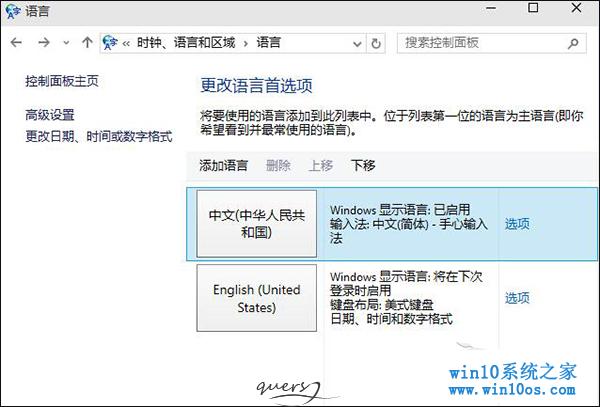 语言
« 时钟、语言和区域 语言
搜索控制面板
控制面板主页
高级设置
更改日期、时间或数字格式
更改语言首选项
将要使用的语言添加到此列表中。位于列表第一位的语言为主语言(即你
希望看到并最常使用的语言)。
添加语言 删除 上移 下移
中文(中华人民共
和国)
Windows 显示语言: 已启用
输入法: 中文(简体) - 手心输入
法
选项
English (United
States)
Windows 显示语言: 将在下次
登录时启用
键盘布局: 美式键盘
日期、时间和数字格式
选项
win10系统之家
www.win10os.com